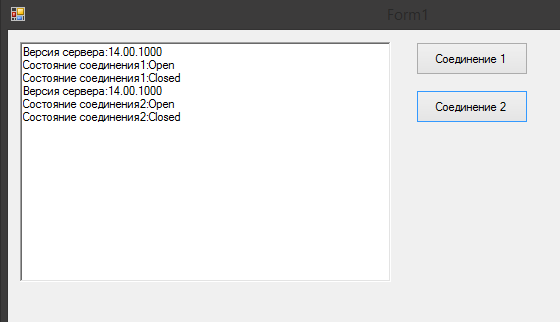 Form1
Версия сервера:14.00.1000
Состояние соединения1:Open
Состояние соединения1:Closed
Версия сервера:14.00.1000
Состояние соединения2:Open
Состояние соединения2:Closed
Соединение 1
Соединение 2